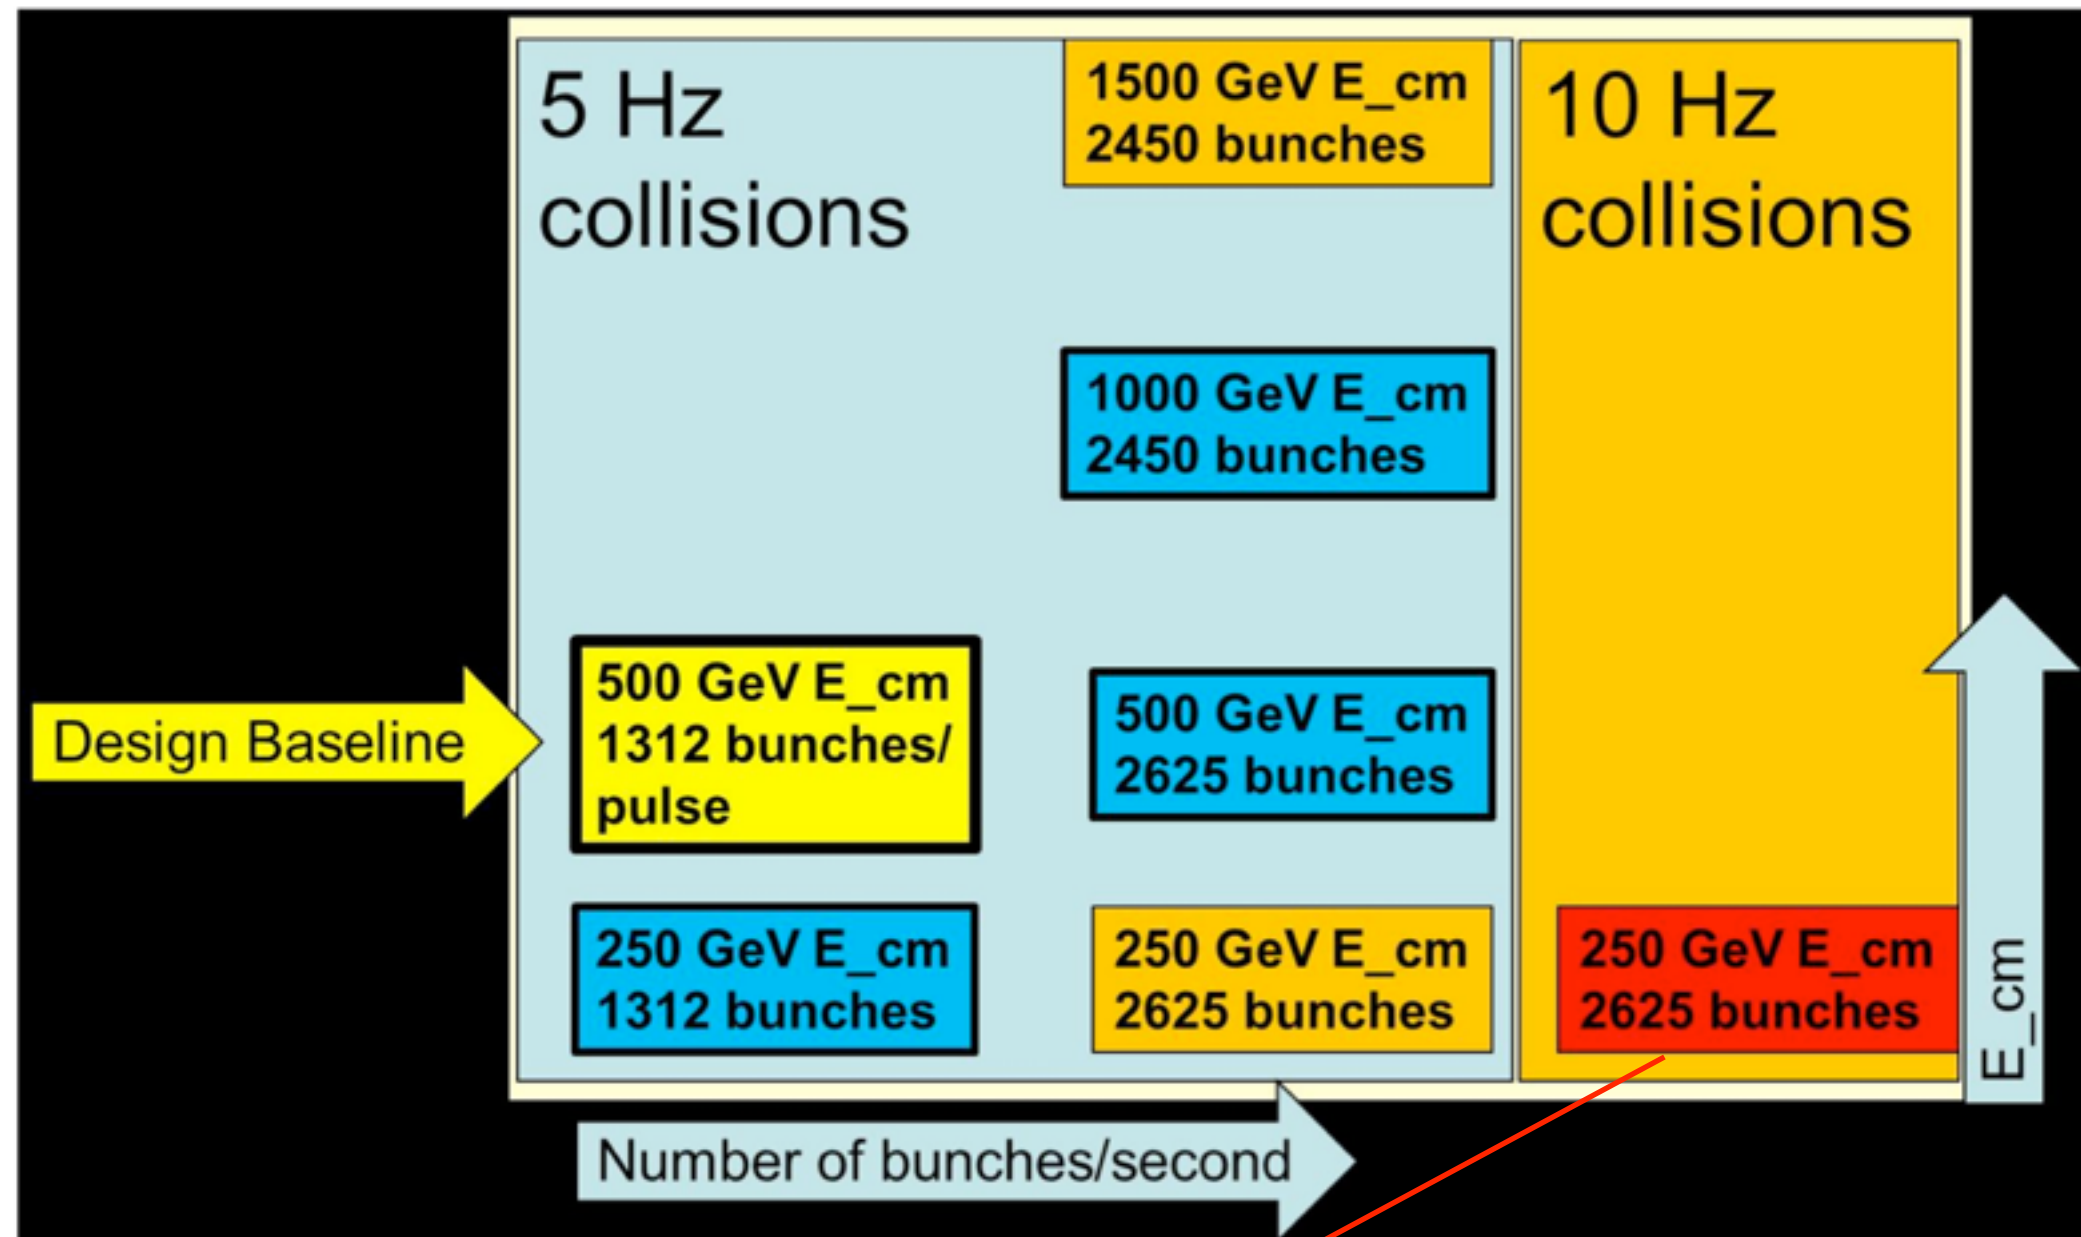 5 Hz
collisions
1500 GeV E_cm
2450 bunches
10 Hz
collisions
1000 GeV E_cm
2450 bunches
Design Baseline
500 GeV E_cm
1312 bunches/
pulse
500 GeV E_cm
2625 bunches
250 GeV E_cm
1312 bunches
250 GeV E_cm
2625 bunches
250 GeV E_cm
2625 bunches
E_cm
Number of bunches/second